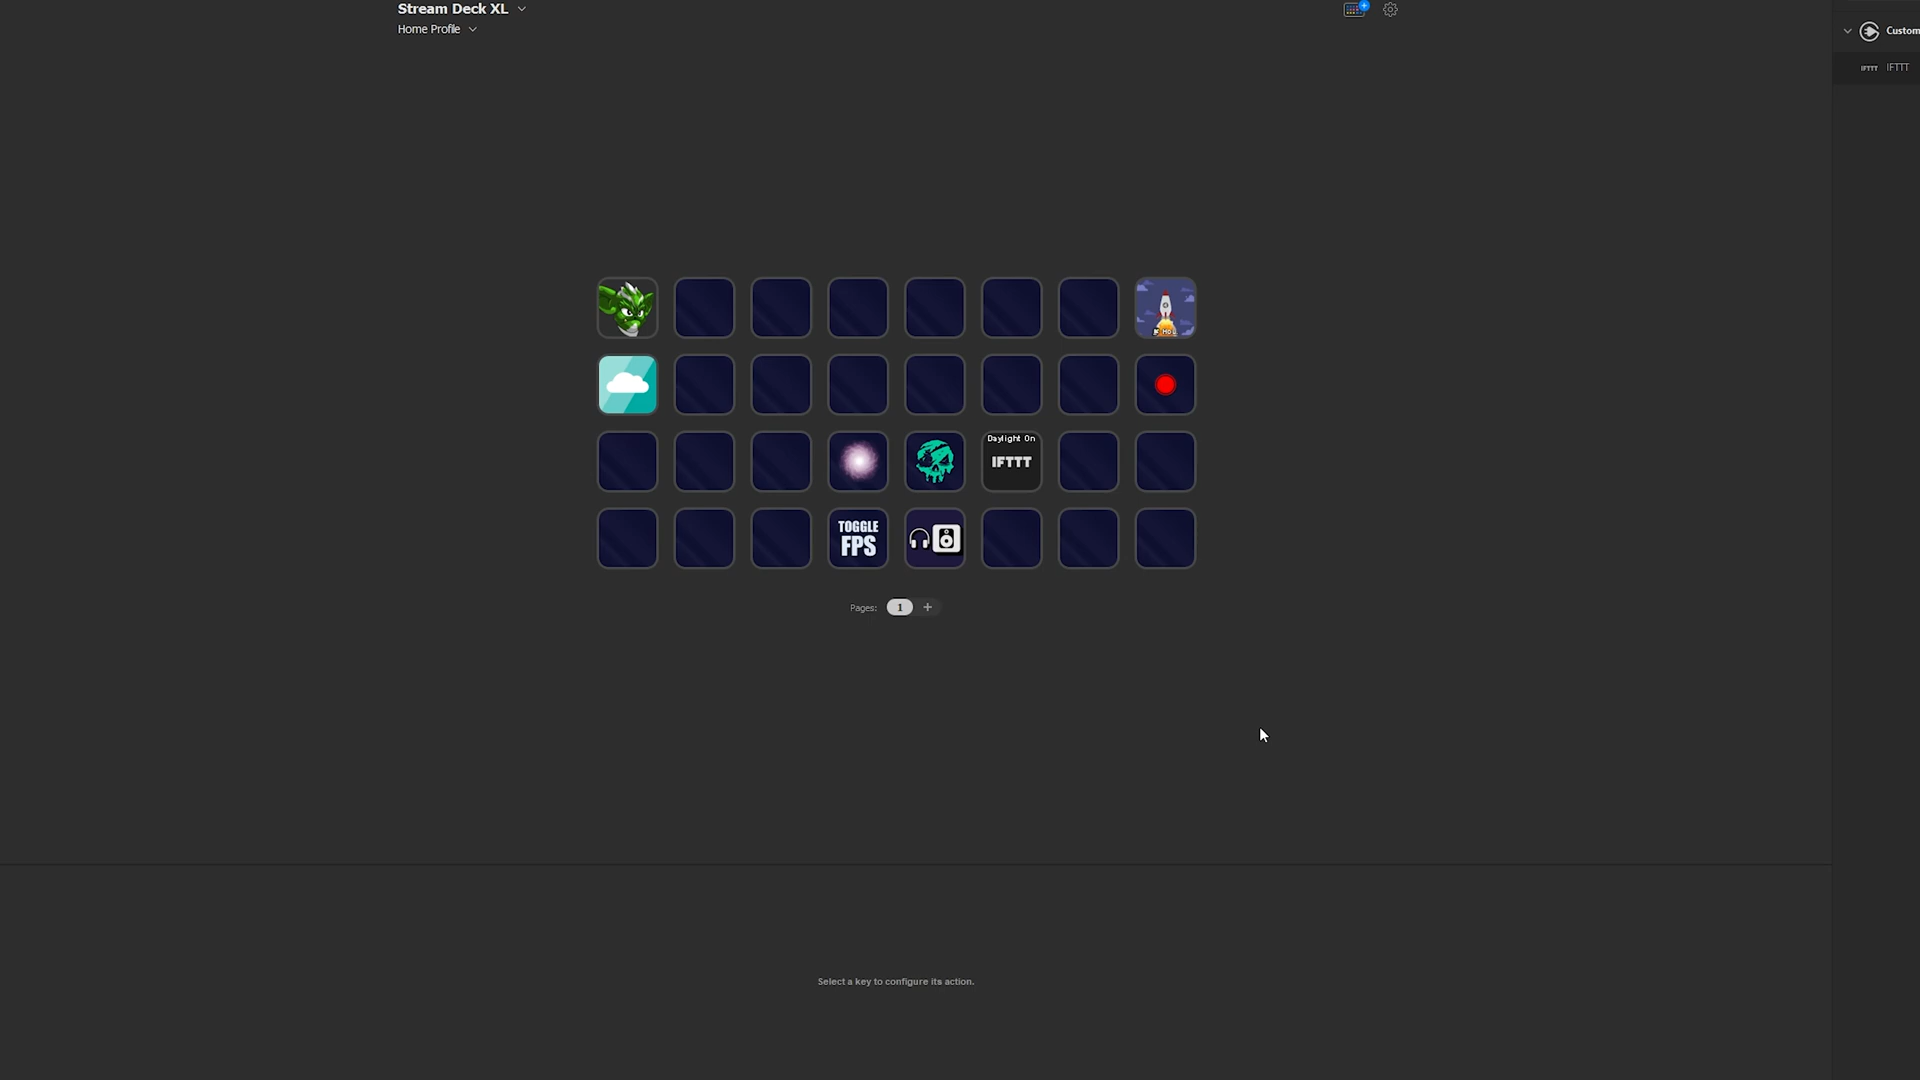 Stream Deck XL
Home Profile
Custom
IFTTT IFTTT
Daylight On
IFTTT
TOGGLE
FPS
Pages: 1 +
Select a key to configure its action.